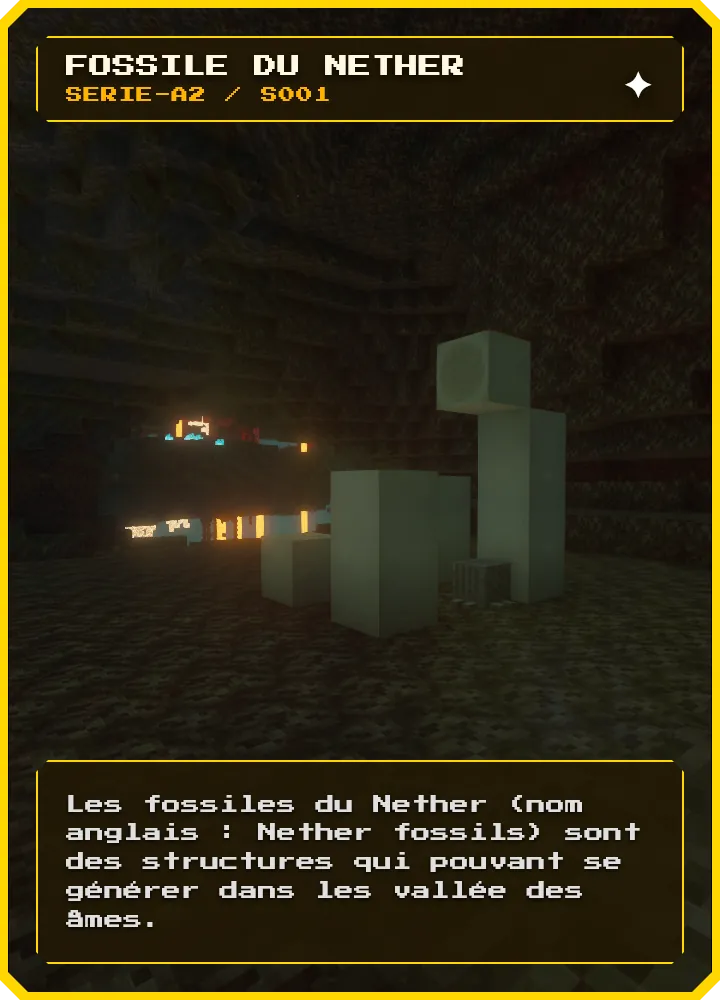 FOSSILE DU NETHER
SERIE-A2 / S001
Les fossiles du Nether (nom
anglais : Nether fossils) sont
des structures qui pouvant se
générer dans les vallée des
âmes.